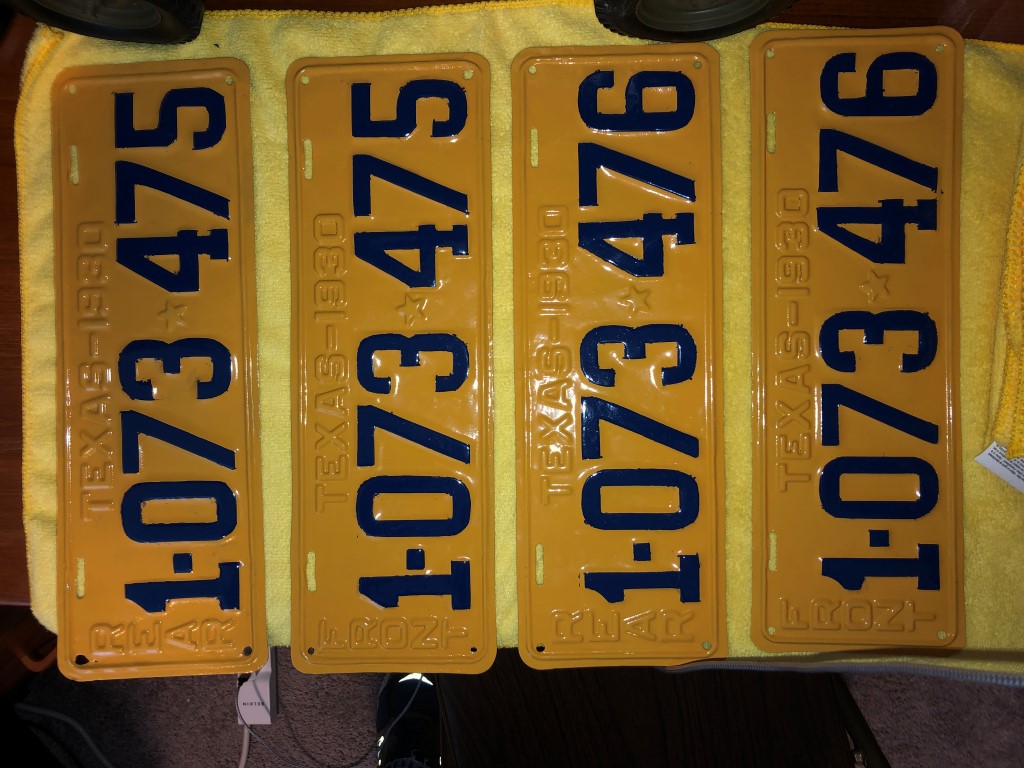 REAR
TEXAS-1930
1-073 ☆ 475
FRONT
TEXAS-1930
1-073 ☆ 475
REAR
TEXAS-1930
1-073 ☆ 476
FRONT
TEXAS-1930
1-073 ☆ 476
BELKIN